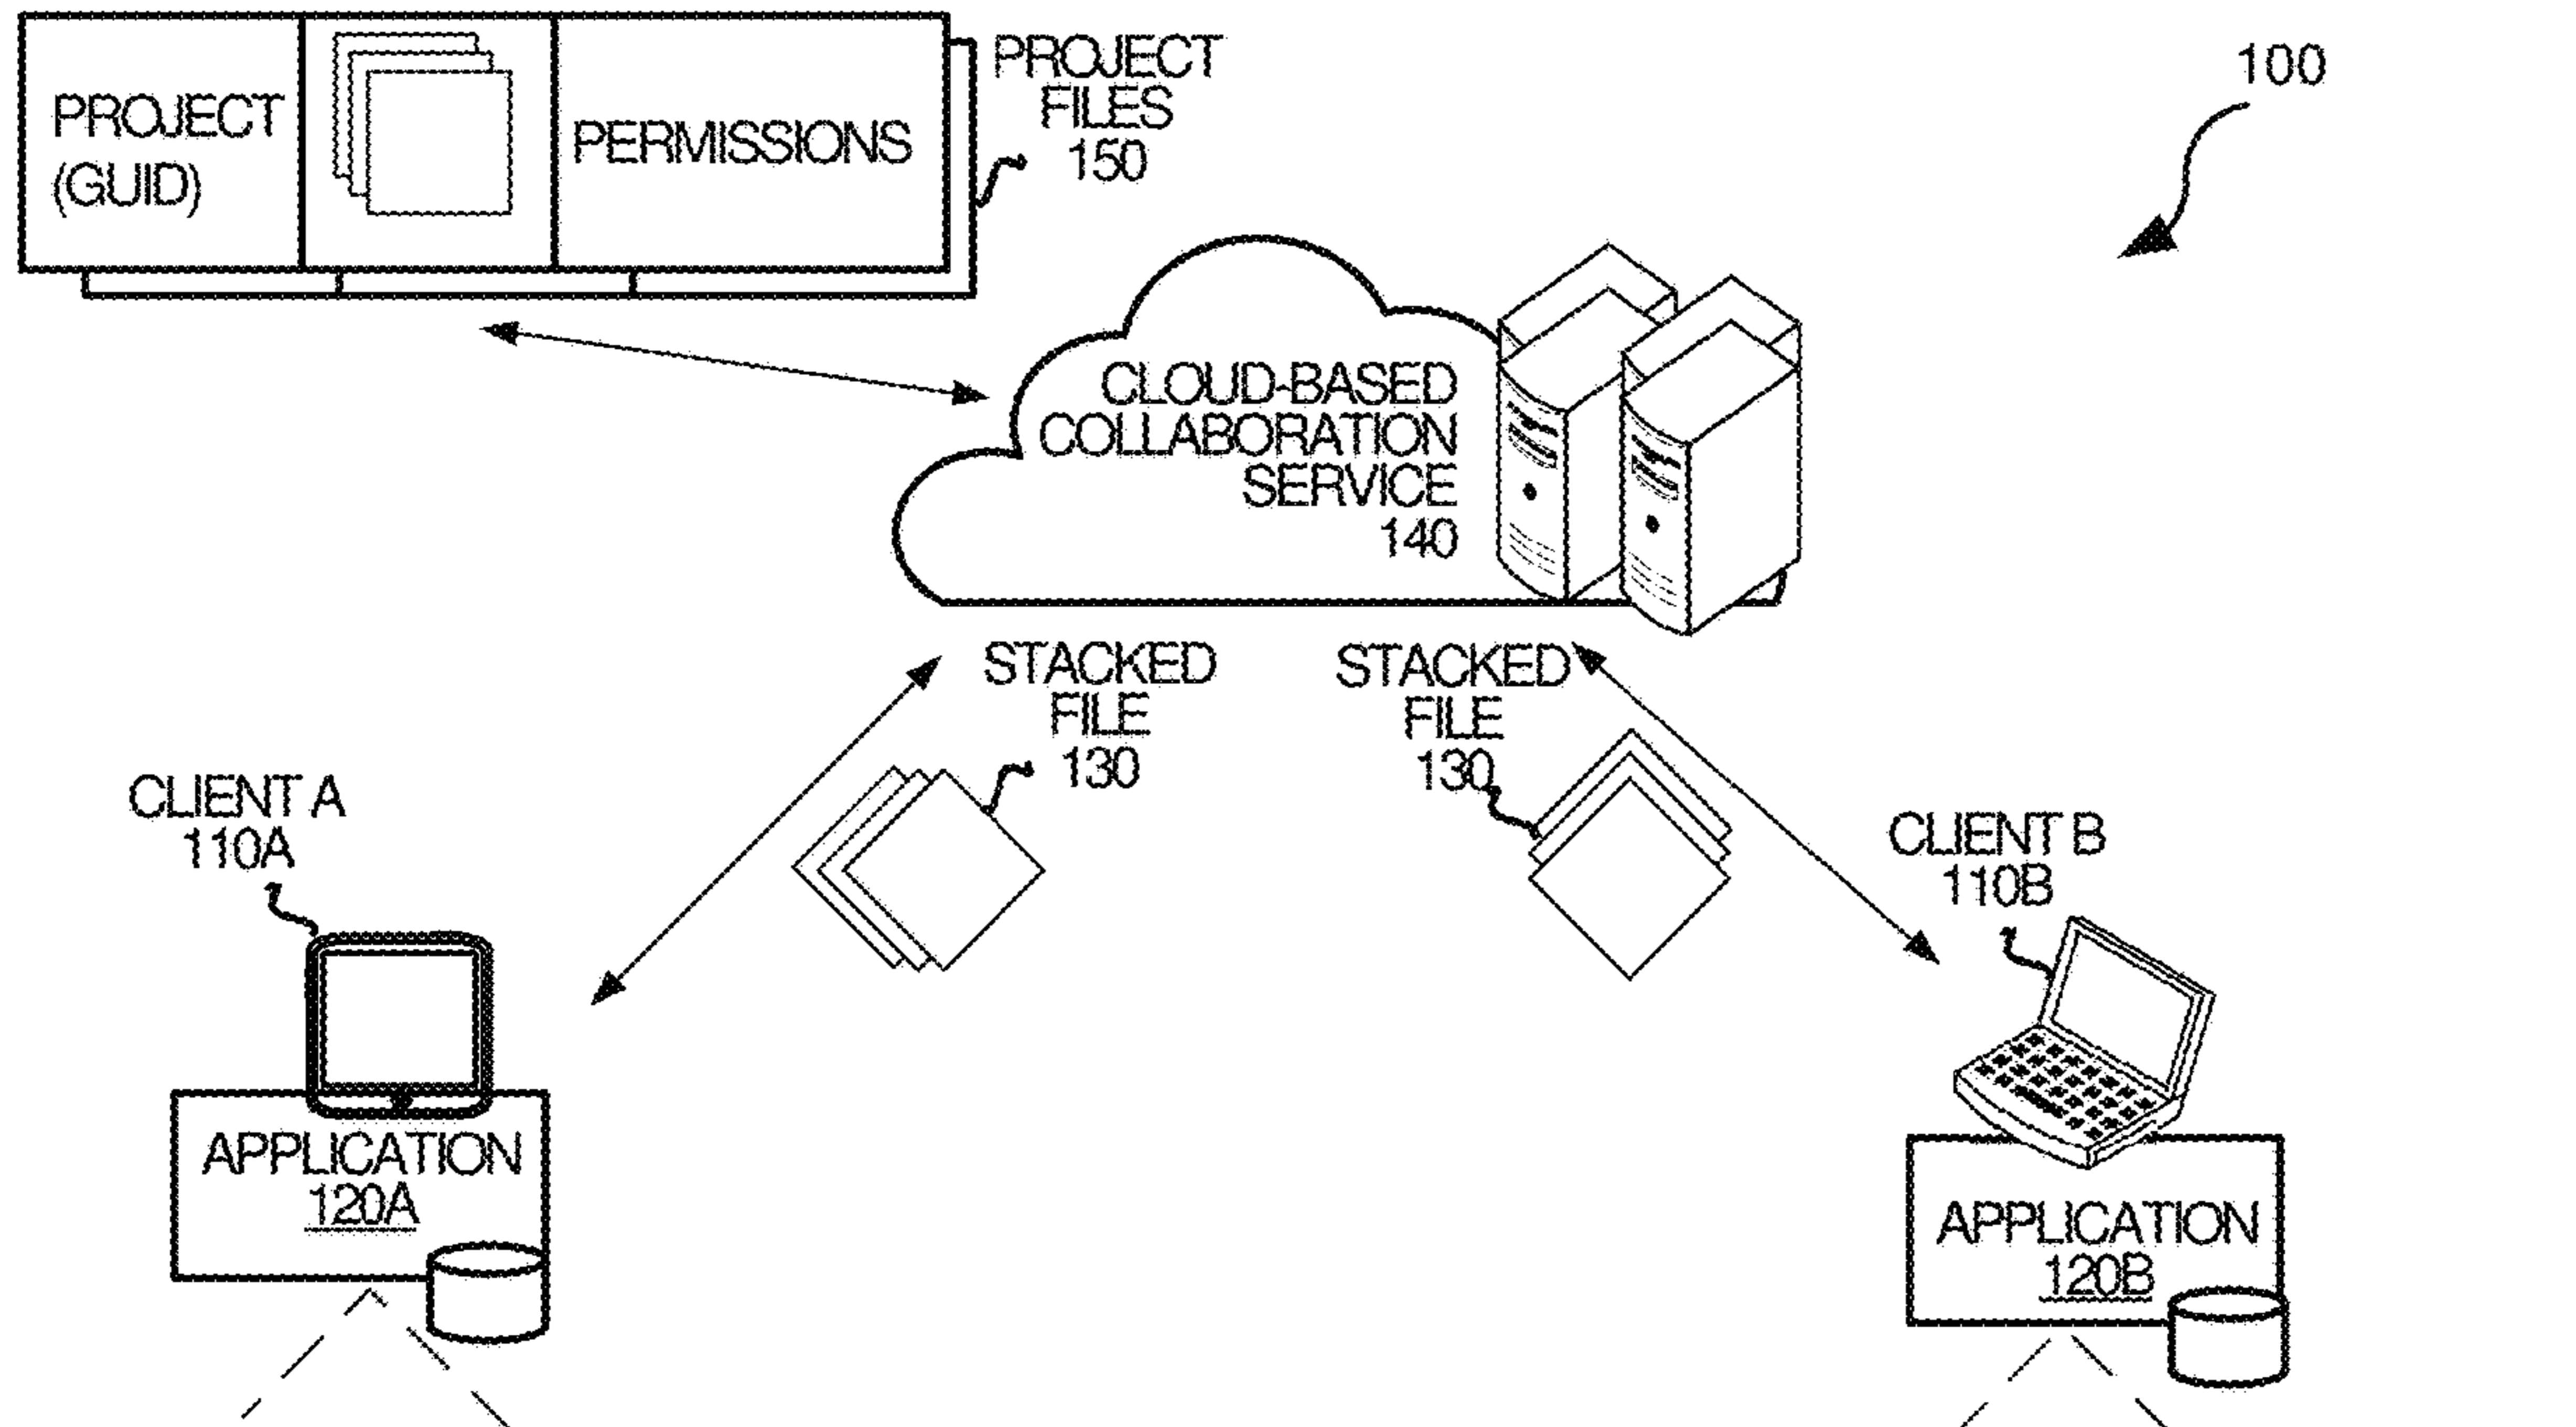 PROJECT
(GUID)
PERMISSIONS
PROJECT
FILES
150
100
CLOUD-BASED
COLLABORATION
SERVICE
140
STACKED
FILE
130
STACKED
FILE
130
CLIENT A
110A
CLIENT B
110B
APPLICATION
120A
APPLICATION
120B